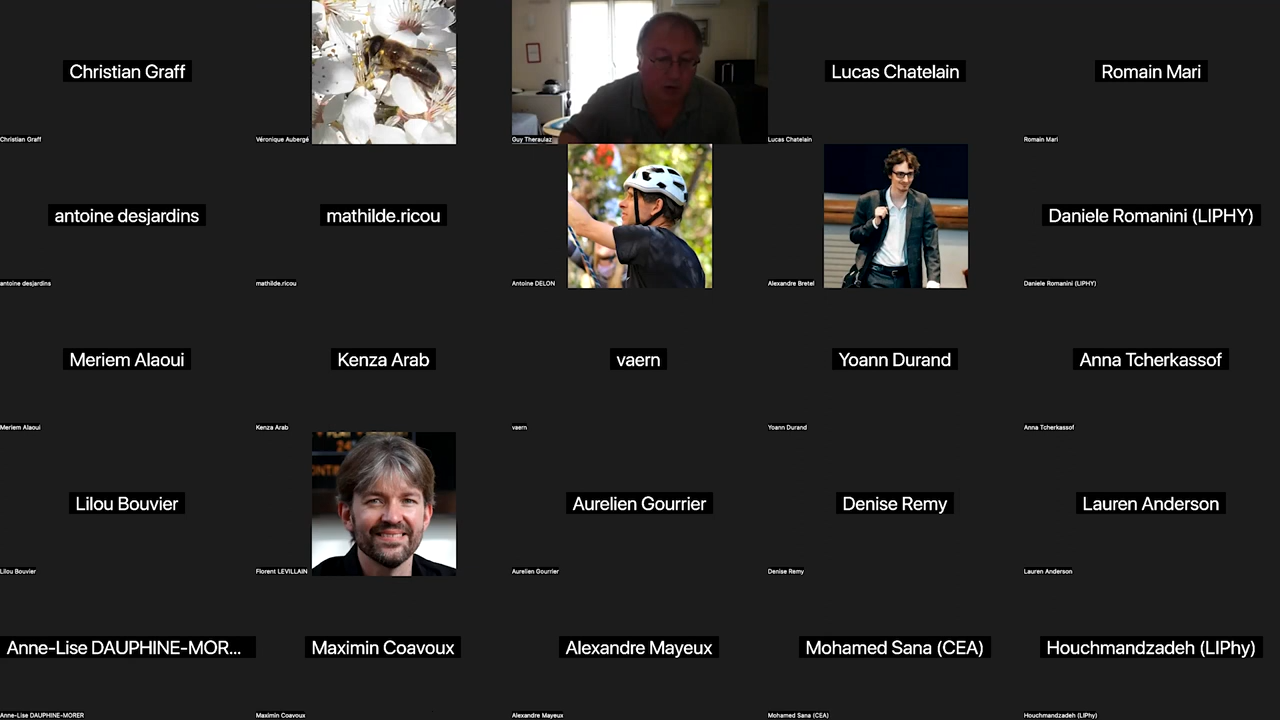 Christian Graff
Lucas Chatelain
Romain Mari
Christian Graff
Véronique Aubergé
Guy Theraulaz
Lucas Chatelain
Romain Mari
antoine desjardins
mathilde.ricou
Daniele Romanini (LIPHY)
antoine desjardins
mathilde.ricou
Antoine DELON
Alexandre Bretel
Daniele Romanini (LIPHY)
Meriem Alaoui
Kenza Arab
vaern
Yoann Durand
Anna Tcherkassof
Meriem Alaoui
Kenza Arab
vaern
Yoann Durand
Anna Tcherkassof
Lilou Bouvier
Aurelien Gourrier
Denise Remy
Lauren Anderson
Lilou Bouvier
Florent LEVILLAIN
Aurelien Gourrier
Denise Remy
Lauren Anderson
Anne-Lise DAUPHINE-MOR...
Maximin Coavoux
Alexandre Mayeux
Mohamed Sana (CEA)
Houchmandzadeh (LIPhy)
Anne-Lise DAUPHINE-MORER
Maximin Coavoux
Alexandre Mayeux
Mohamed Sana (CEA)
Houchmandzadeh (LIPhy)